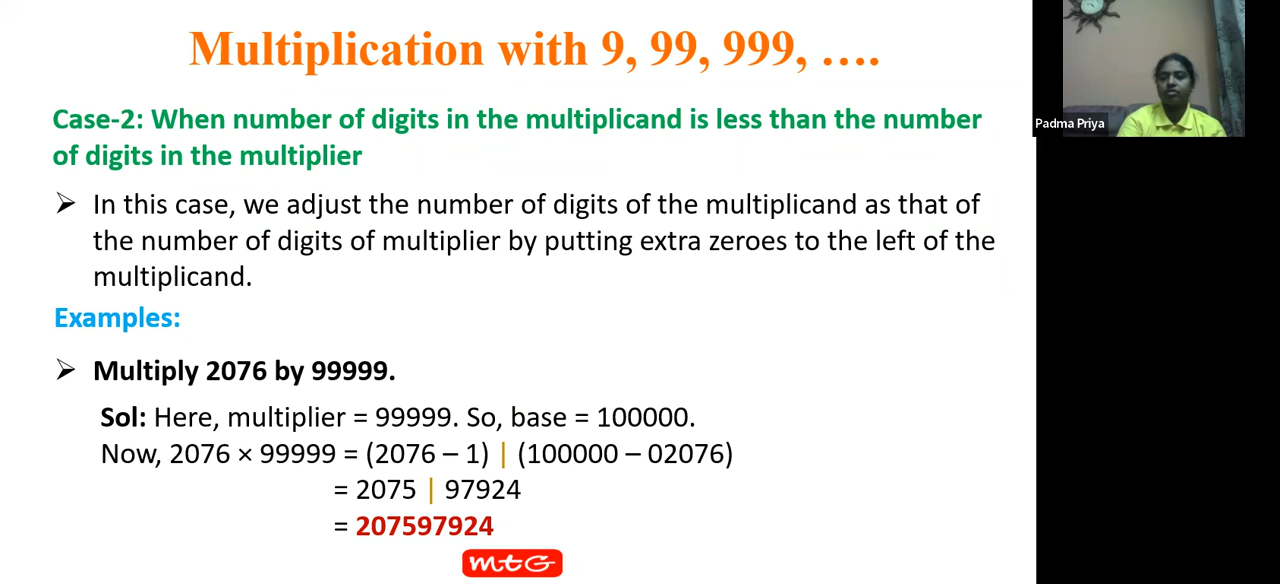 Multiplication with 9, 99, 999, ....
Case-2: When number of digits in the multiplicand is less than the number
of digits in the multiplier
➢ In this case, we adjust the number of digits of the multiplicand as that of
the number of digits of multiplier by putting extra zeroes to the left of the
multiplicand.
Examples:
➢ Multiply 2076 by 99999.
Sol: Here, multiplier = 99999. So, base = 100000.
Now, 2076 × 99999 = (2076 – 1) | (100000 – 02076)
= 2075 | 97924
= 207597924
mtG
Padma Priya